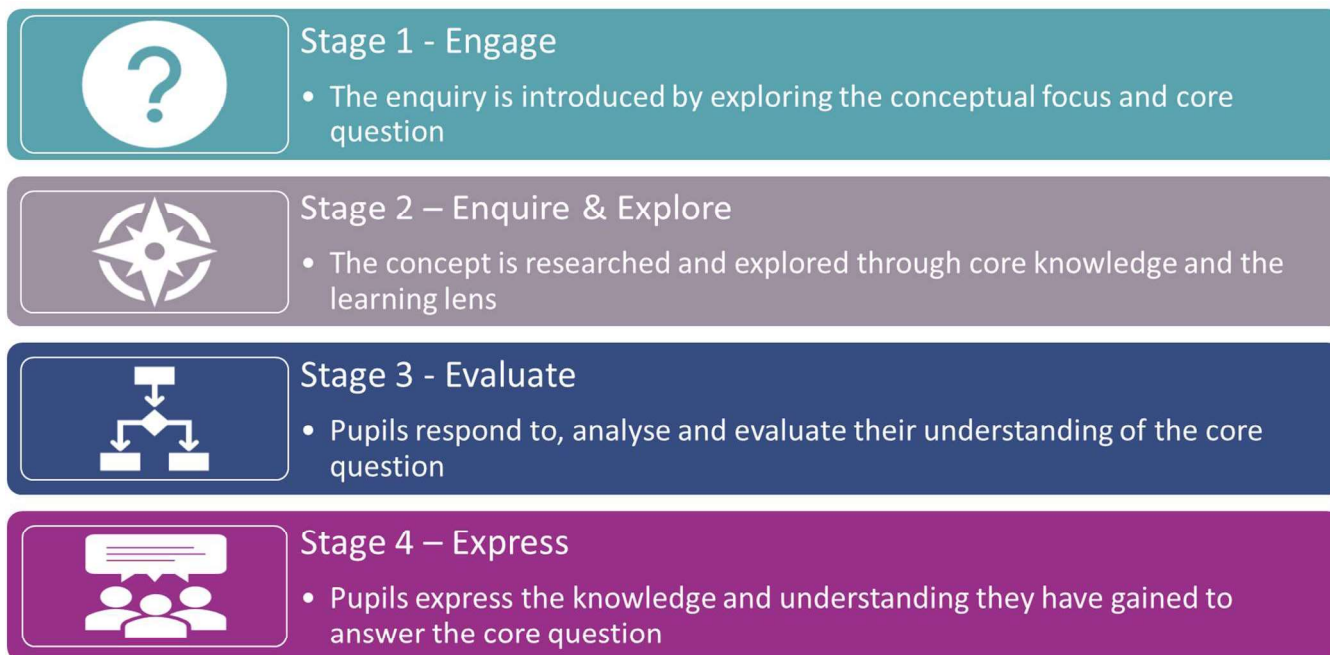 Stage 1 - Engage
• The enquiry is introduced by exploring the conceptual focus and core
question
Stage 2 – Enquire & Explore
• The concept is researched and explored through core knowledge and the
learning lens
Stage 3 - Evaluate
• Pupils respond to, analyse and evaluate their understanding of the core
question
Stage 4 – Express
• Pupils express the knowledge and understanding they have gained to
answer the core question